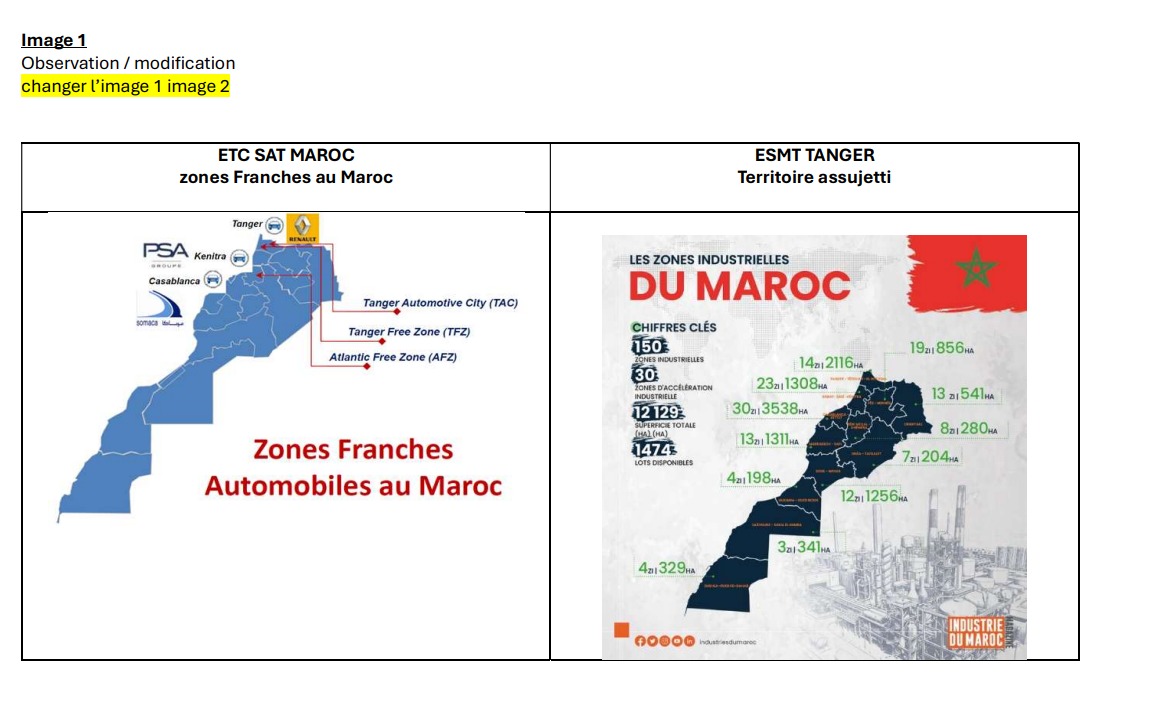 Image 1
Observation / modification
changer l’image 1 image 2
ETC SAT MAROC
zones Franches au Maroc
ESMT TANGER
Territoire assujetti
Tanger
RENAULT
PSA
GROUPE
Kenitra
Casablanca
somaca
Tanger Automotive City (TAC)
Tanger Free Zone (TFZ)
Atlantic Free Zone (AFZ)
Zones Franches
Automobiles au Maroc
LES ZONES INDUSTRIELLES
DU MAROC
CHIFFRES CLÉS
150
ZONES INDUSTRIELLES
30
ZONES D'ACCÉLÉRATION
INDUSTRIELLE
12 129
SUPERFICIE TOTALE
(HA) (HA)
1474
LOTS DISPONIBLES
19ZI | 856HA
14ZI | 2116HA
23ZI | 1308HA
13 ZI | 541HA
30ZI | 3538HA
8ZI | 280HA
13ZI | 1311HA
7ZI | 204HA
4ZI | 198HA
12ZI | 1256HA
3ZI | 341HA
4ZI | 329HA
industriesdumaroc
INDUSTRIE
DU MAROC